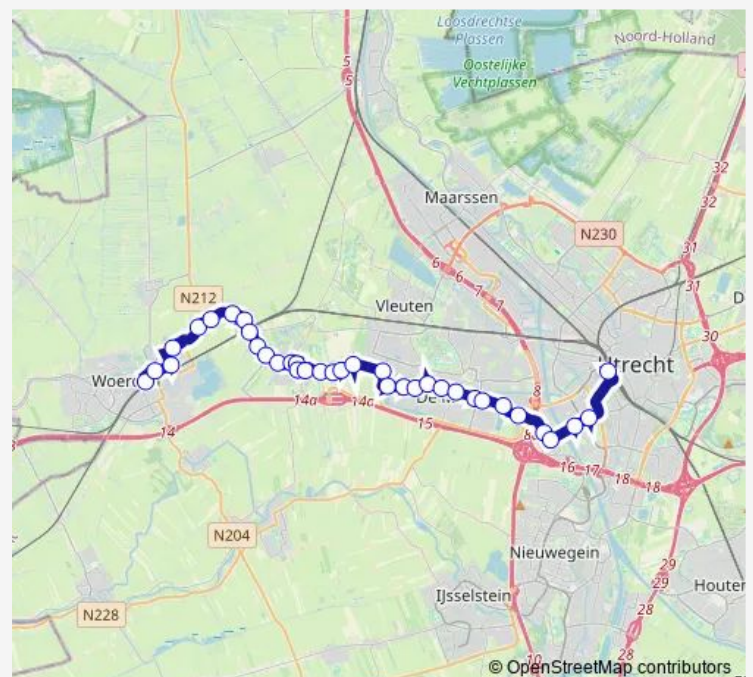 Loosdrechtse
Plassen
Noord-Holland
Oostelijke
Vechtplassen
5
5
32
32
Maarssen
N230
31
31
6
6
7
7
N212
Vleuten
30
Utrecht
8
14a
14a
15
14
8
16
17
18
18
N204
Nieuwegein
29
29
Houten
IJsselstein
N228
28
28
10
© OpenStreetMap contributors